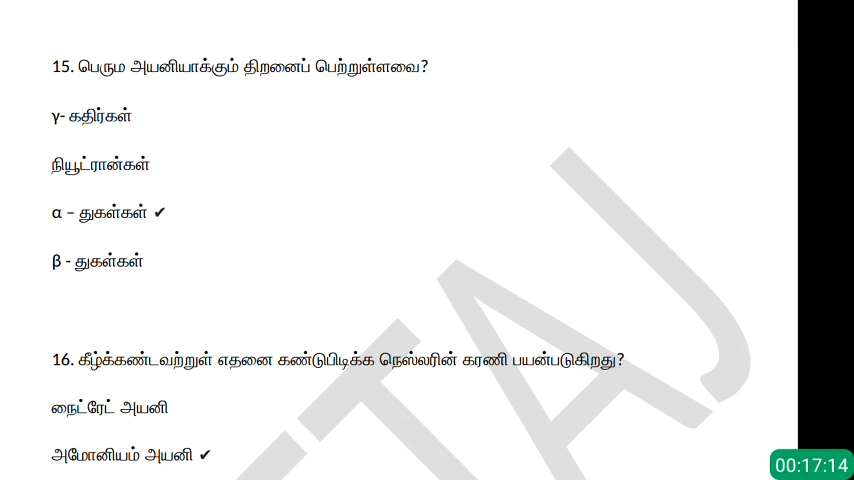 15. பெரும அயனியாக்கும் திறனைப் பெற்றுள்ளவை?
γ- கதிர்கள்
நியூட்ரான்கள்
α – துகள்கள் ✔
β - துகள்கள்
16. கீழ்க்கண்டவற்றுள் எதனை கண்டுபிடிக்க நெஸ்லரின் கரணி பயன்படுகிறது?
நைட்ரேட் அயனி
அமோனியம் அயனி ✔
TAJ
00:17:14